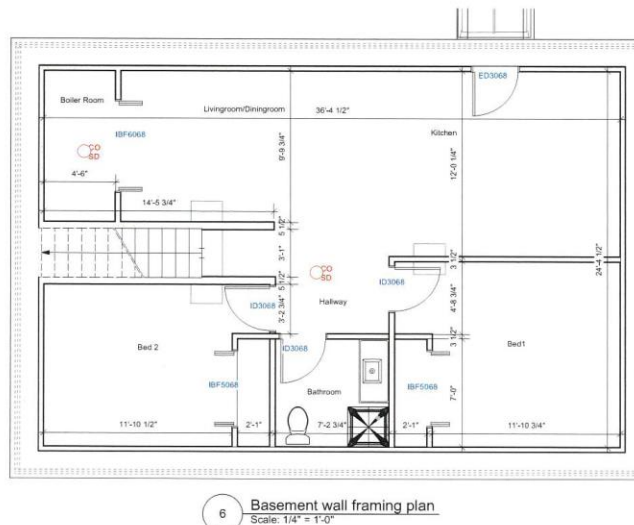 ED3068
Boiler Room
Livingroom/Diningroom
36'-4 1/2"
Kitchen
IBF6068
CO
SD
9'-9 3/4"
12'-0 1/4"
4'-6"
14'-5 3/4"
5 1/2"
3'-1"
5 1/2"
3'-2 3/4"
CO
SD
Hallway
3 1/2"
24'-4 1/2"
ID3068
ID3068
4'-8 3/4"
3 1/2"
Bed 2
ID3068
Bed1
IBF5068
Bathroom
IBF5068
7'-0"
11'-10 1/2"
2'-1"
7'-2 3/4"
2'-1"
11'-10 3/4"
6
Basement wall framing plan
Scale: 1/4" = 1'-0"